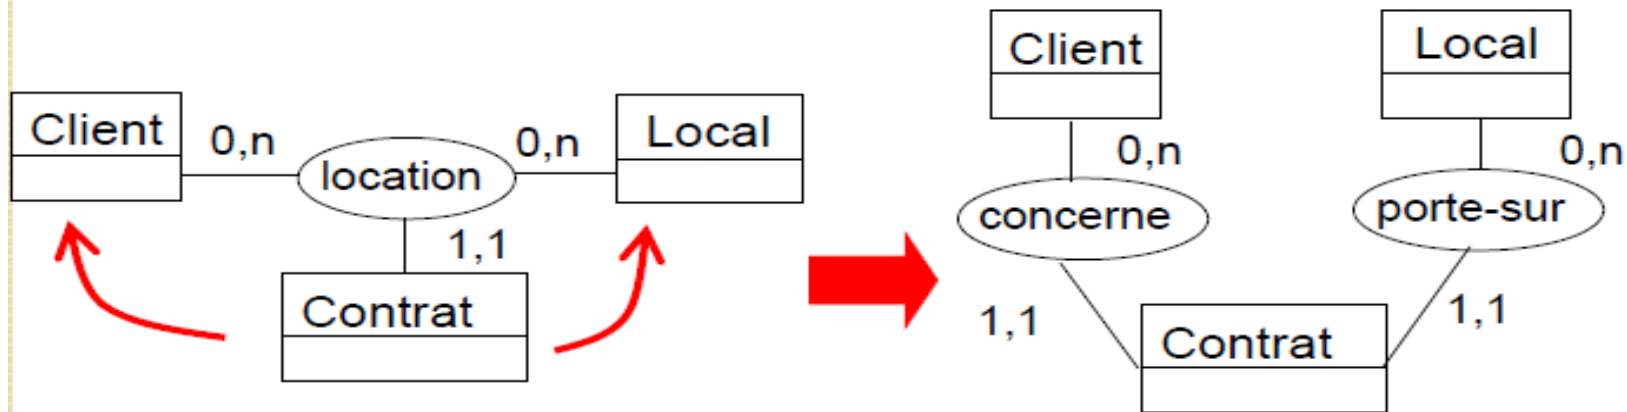 Client
0,n
location
0,n
Local
1,1
Contrat
Client
0,n
concerne
1,1
Local
0,n
porte-sur
1,1
Contrat